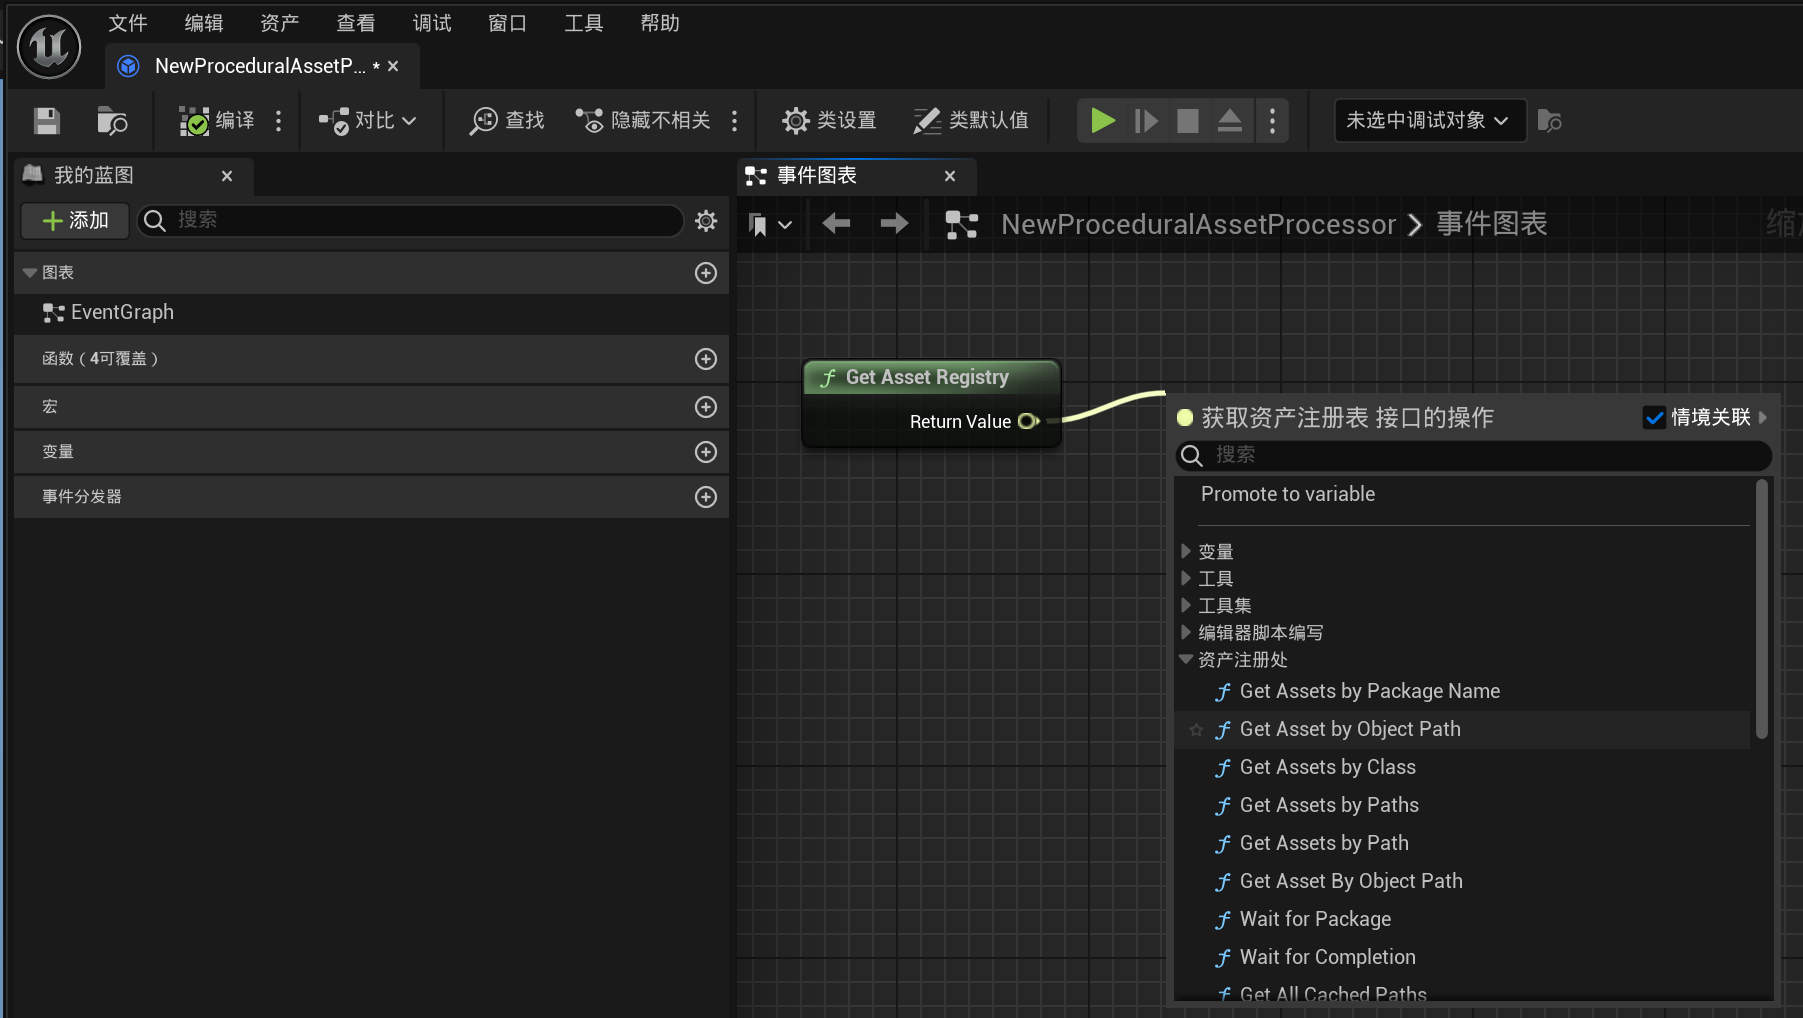 文件 编辑 资产 查看 调试 窗口 工具 帮助
NewProceduralAssetP... *
编译 对比 查找 隐藏不相关 类设置 类默认值 未选中调试对象
我的蓝图
添加 搜索
图表
EventGraph
函数（4可覆盖）
宏
变量
事件分发器
事件图表
NewProceduralAssetProcessor > 事件图表
Get Asset Registry
Return Value
获取资产注册表 接口的操作 情境关联
搜索
Promote to variable
变量
工具
工具集
编辑器脚本编写
资产注册处
Get Assets by Package Name
Get Asset by Object Path
Get Assets by Class
Get Assets by Paths
Get Assets by Path
Get Asset By Object Path
Wait for Package
Wait for Completion
Get All Cached Paths